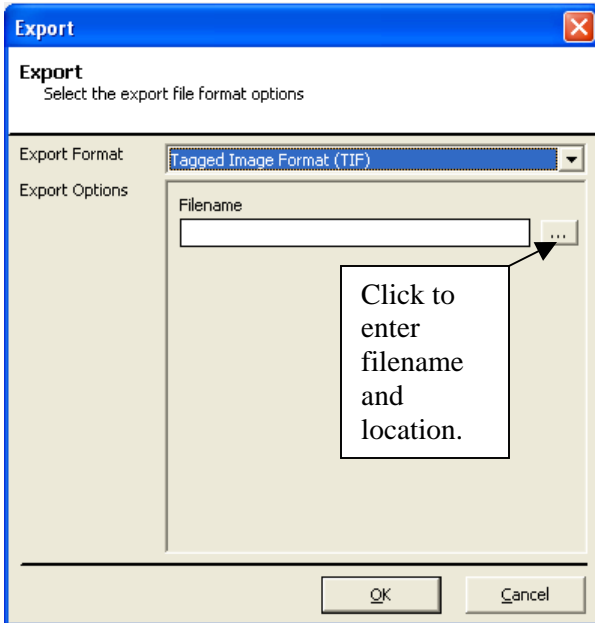 Export
Export
Select the export file format options
Export Format
Tagged Image Format (TIF)
Export Options
Filename
...
Click to
enter
filename
and
location.
OK
Cancel